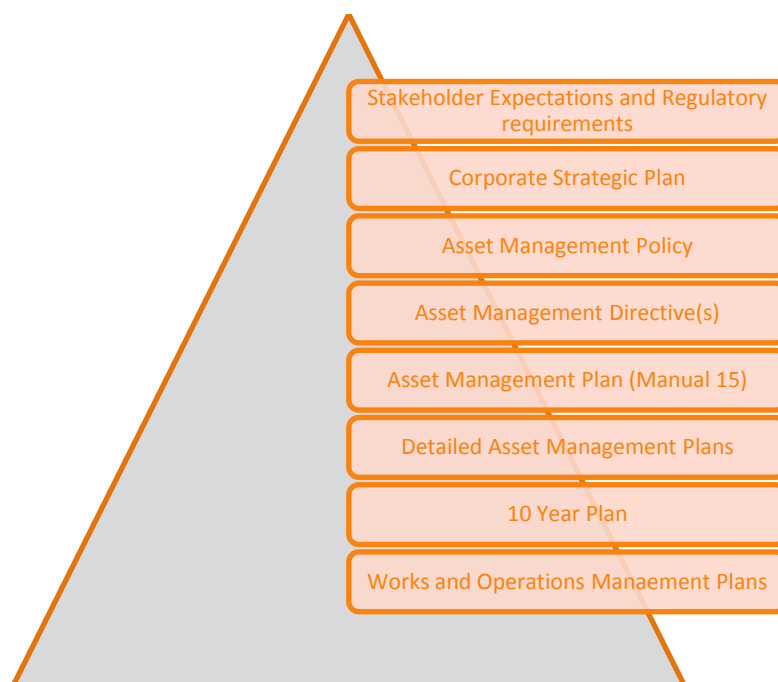 Stakeholder Expectations and Regulatory
requirements
Corporate Strategic Plan
Asset Management Policy
Asset Management Directive(s)
Asset Management Plan (Manual 15)
Detailed Asset Management Plans
10 Year Plan
Works and Operations Manaement Plans